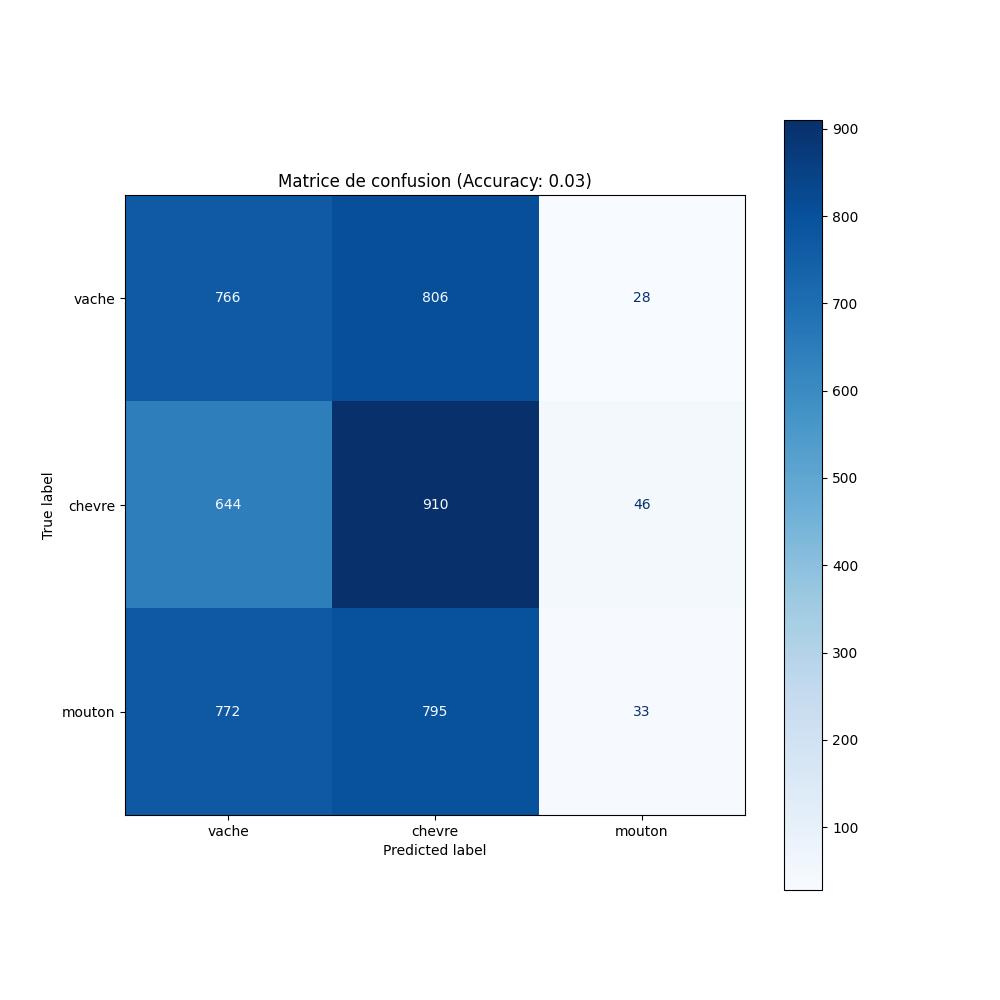 Matrice de confusion (Accuracy: 0.03)
vache 766 806 28
chevre 644 910 46
mouton 772 795 33
vache chevre mouton
Predicted label
True label
900
800
700
600
500
400
300
200
100